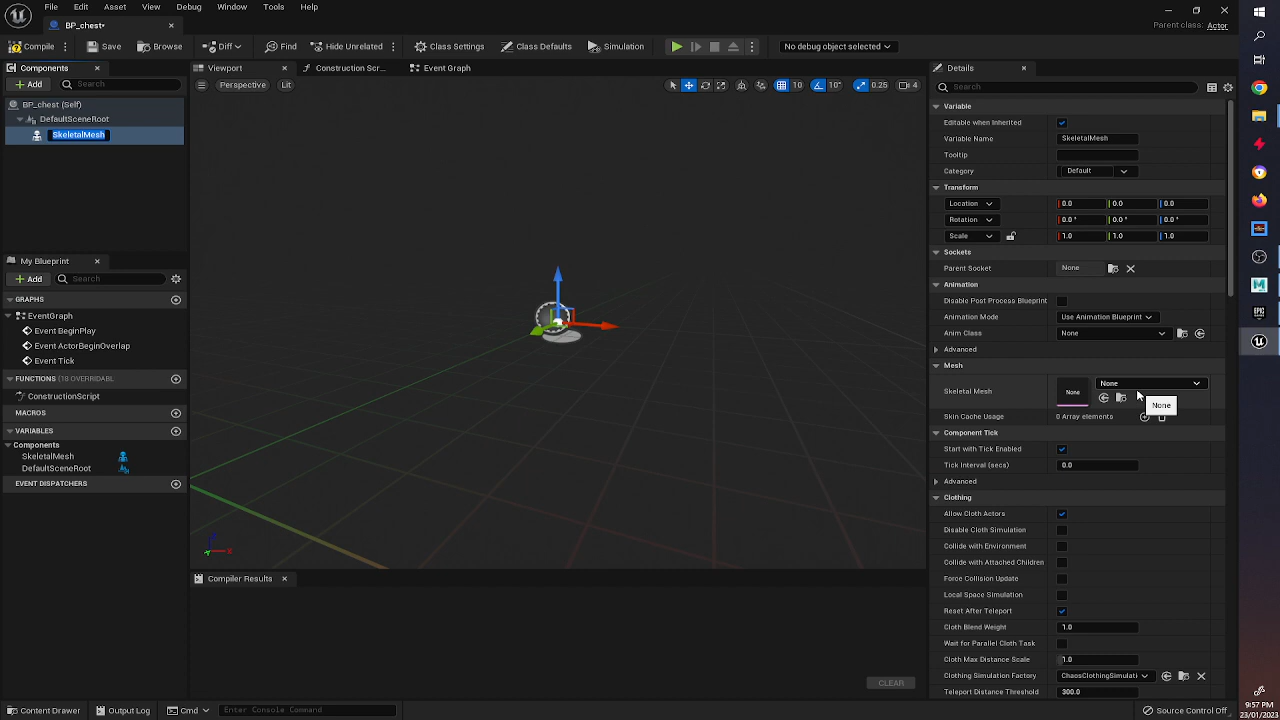 File Edit Asset View Debug Window Tools Help
BP_chest*
Parent class: Actor
Compile Save Browse Diff Find Hide Unrelated Class Settings Class Defaults Simulation No debug object selected
Components
Add Search
BP_chest (Self)
DefaultSceneRoot
SkeletalMesh
My Blueprint
Add Search
GRAPHS
EventGraph
Event BeginPlay
Event ActorBeginOverlap
Event Tick
FUNCTIONS (18 OVERRIDABL
ConstructionScript
MACROS
VARIABLES
Components
SkeletalMesh
DefaultSceneRoot
EVENT DISPATCHERS
Viewport Construction Scr... Event Graph
Perspective Lit 10 10° 0.25 4
Z
X
Compiler Results
CLEAR
Details
Search
Variable
Editable when Inherited
Variable Name SkeletalMesh
Tooltip
Category Default
Transform
Location 0.0 0.0 0.0
Rotation 0.0 ° 0.0 ° 0.0 °
Scale 1.0 1.0 1.0
Sockets
Parent Socket None
Animation
Disable Post Process Blueprint
Animation Mode Use Animation Blueprint
Anim Class None
Advanced
Mesh
Skeletal Mesh None None
None
Skin Cache Usage 0 Array elements
Component Tick
Start with Tick Enabled
Tick Interval (secs) 0.0
Advanced
Clothing
Allow Cloth Actors
Disable Cloth Simulation
Collide with Environment
Collide with Attached Children
Force Collision Update
Local Space Simulation
Reset After Teleport
Cloth Blend Weight 1.0
Wait for Parallel Cloth Task
Cloth Max Distance Scale 1.0
Clothing Simulation Factory ChaosClothingSimulati
Teleport Distance Threshold 300.0
Content Drawer Output Log Cmd Enter Console Command Source Control Off
9:57 PM
23/01/2023